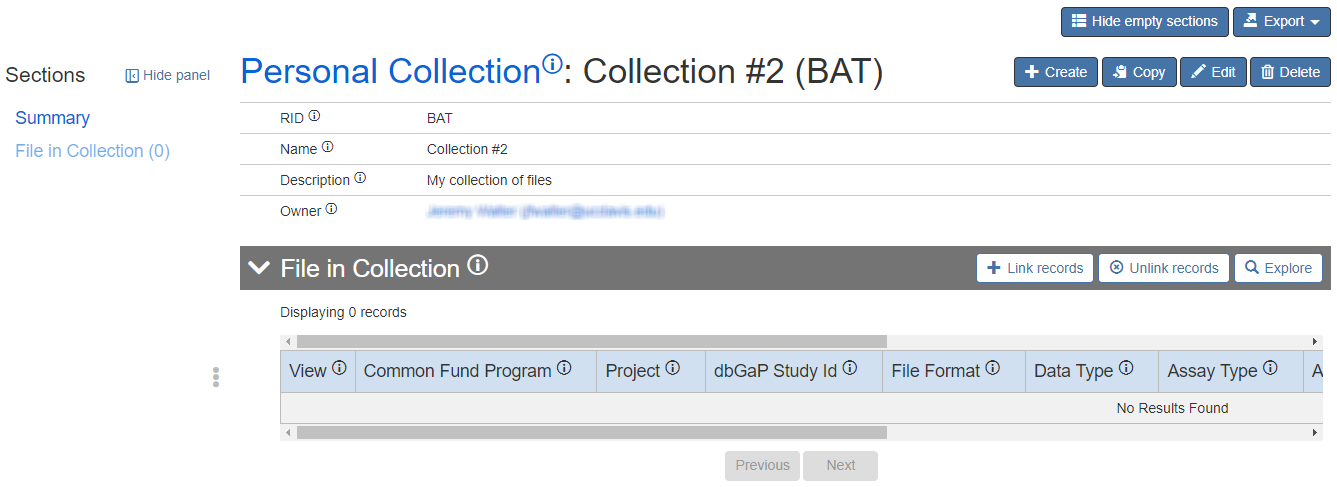 Hide empty sections Export
Sections Hide panel
Personal Collection: Collection #2 (BAT)
Create Copy Edit Delete
Summary
File in Collection (0)
RID BAT
Name Collection #2
Description My collection of files
Owner
File in Collection
Link records Unlink records Explore
Displaying 0 records
View Common Fund Program Project dbGaP Study Id File Format Data Type Assay Type A
No Results Found
Previous Next